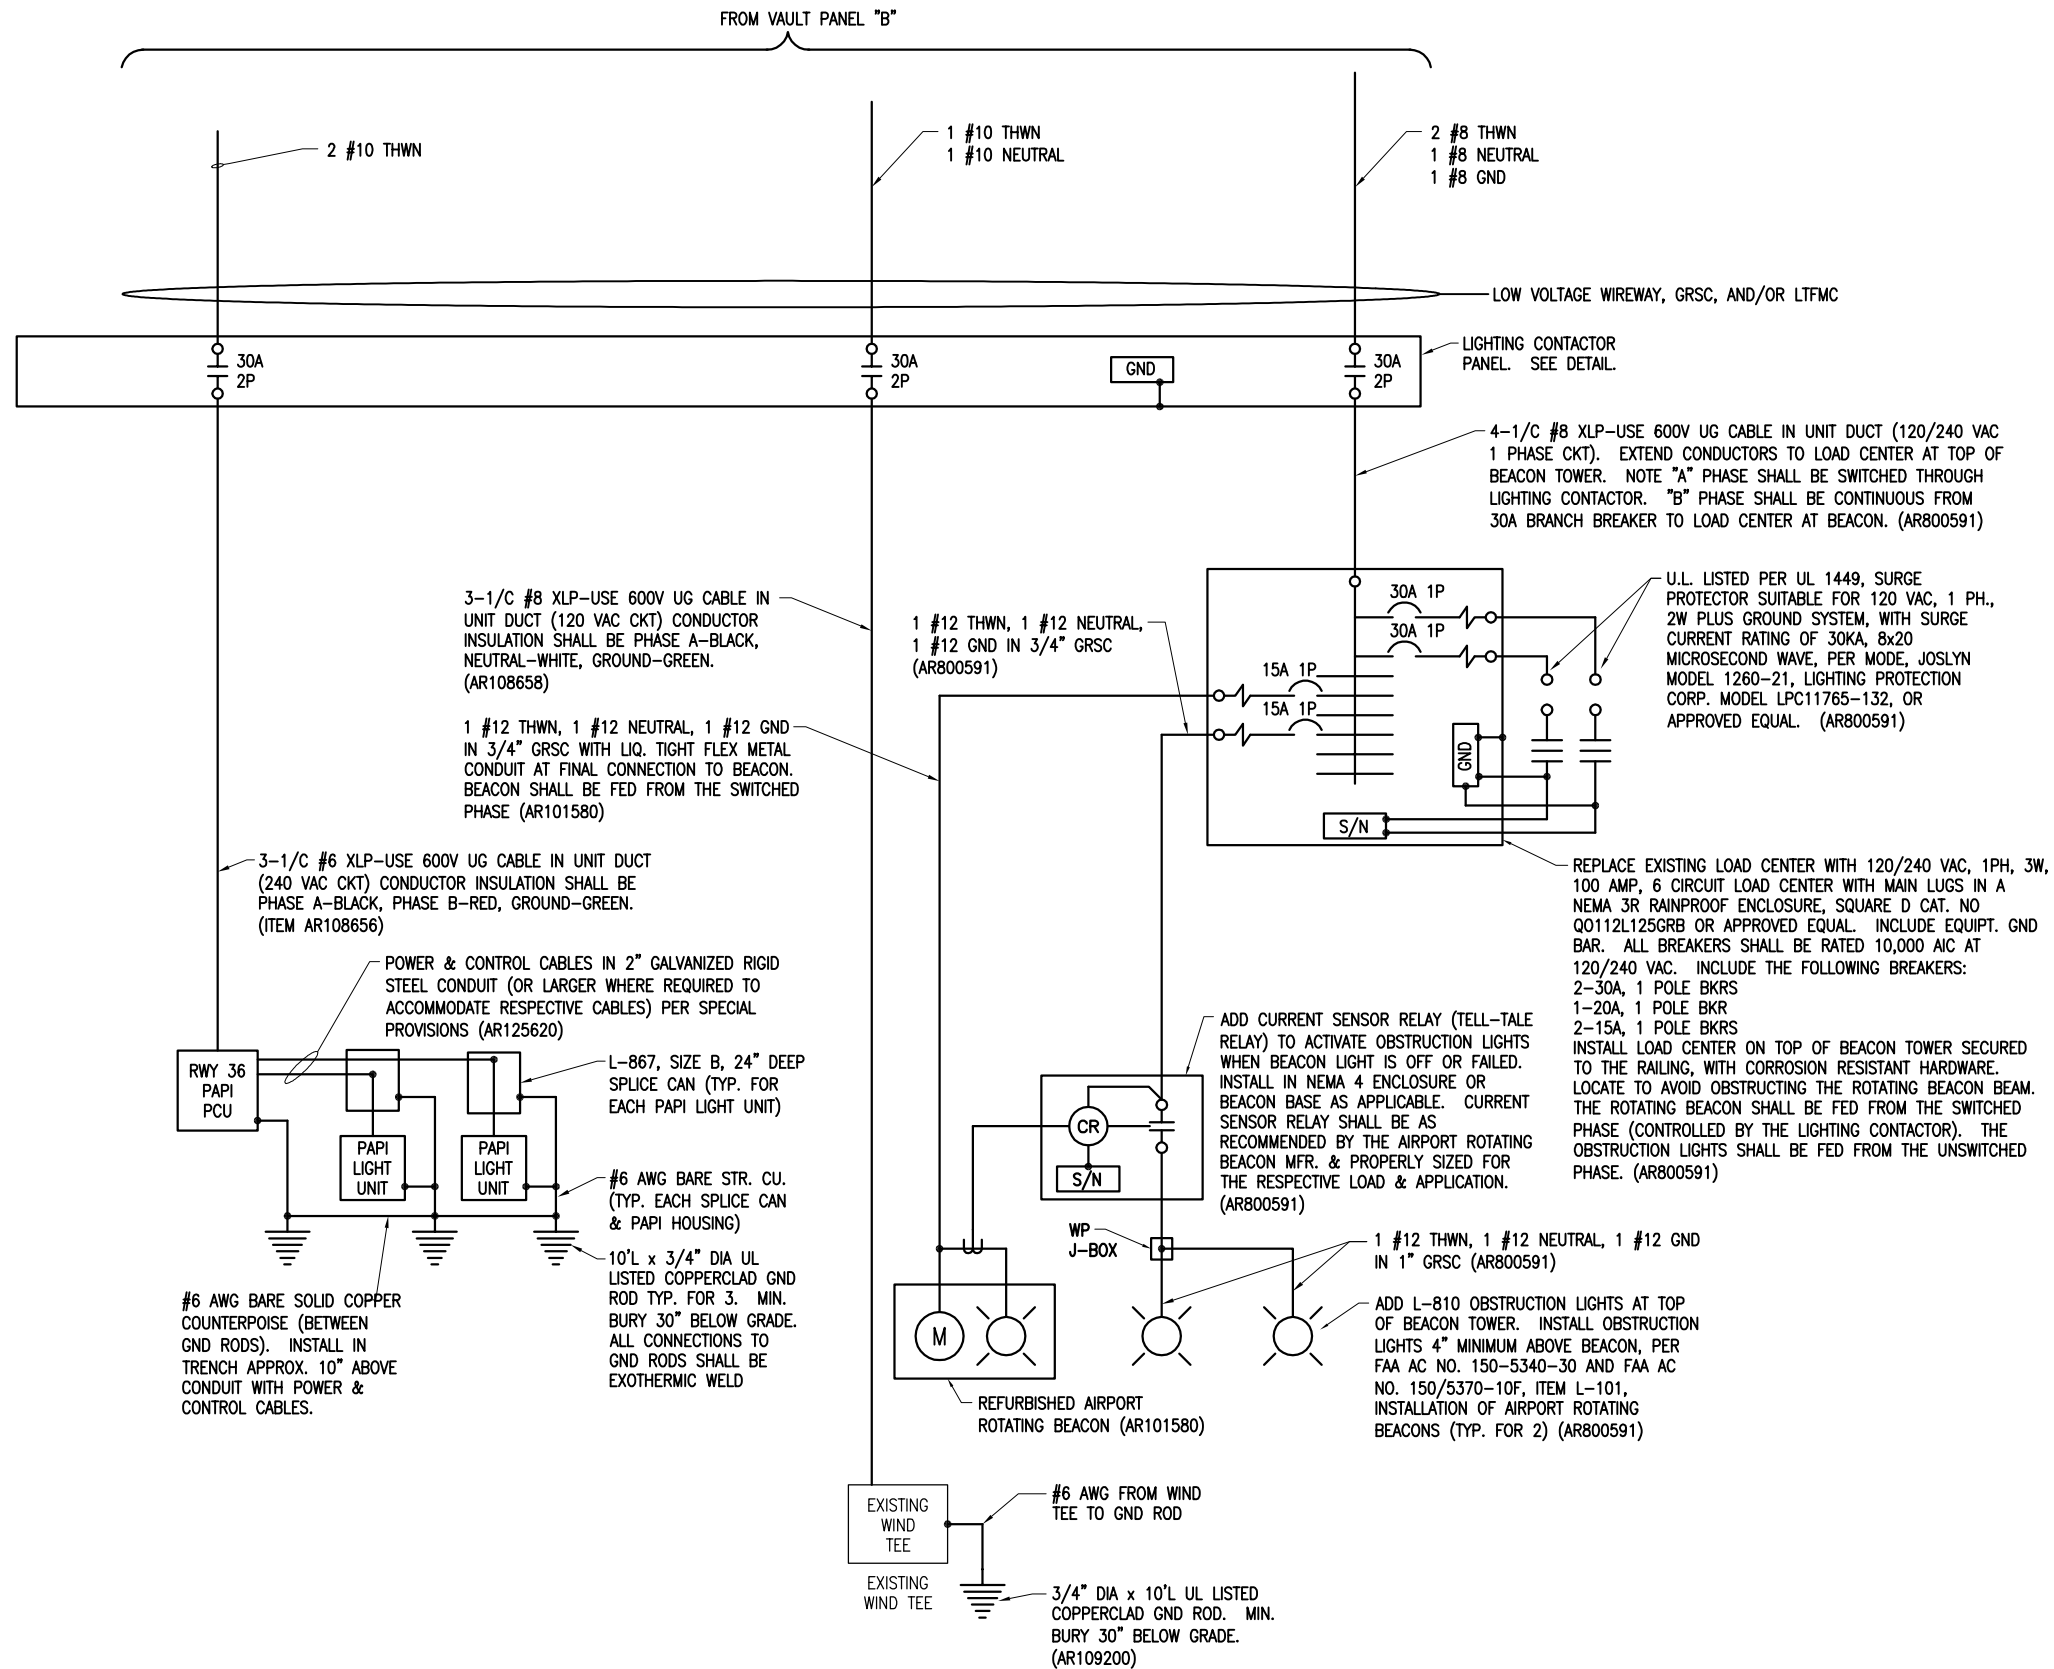 FROM VAULT PANEL "B"
2 #10 THWN
1 #10 THWN
1 #10 NEUTRAL
2 #8 THWN
1 #8 NEUTRAL
1 #8 GND
LOW VOLTAGE WIREWAY, GRSC, AND/OR LTFMC
30A
2P
30A
2P
GND
30A
2P
LIGHTING CONTACTOR
PANEL. SEE DETAIL.
4-1/C #8 XLP-USE 600V UG CABLE IN UNIT DUCT (120/240 VAC
1 PHASE CKT). EXTEND CONDUCTORS TO LOAD CENTER AT TOP OF
BEACON TOWER. NOTE "A" PHASE SHALL BE SWITCHED THROUGH
LIGHTING CONTACTOR. "B" PHASE SHALL BE CONTINUOUS FROM
30A BRANCH BREAKER TO LOAD CENTER AT BEACON. (AR800591)
3-1/C #8 XLP-USE 600V UG CABLE IN
UNIT DUCT (120 VAC CKT) CONDUCTOR
INSULATION SHALL BE PHASE A-BLACK,
NEUTRAL-WHITE, GROUND-GREEN.
(AR108658)
1 #12 THWN, 1 #12 NEUTRAL,
1 #12 GND IN 3/4" GRSC
(AR800591)
30A 1P
30A 1P
15A 1P
15A 1P
GND
S/N
U.L. LISTED PER UL 1449, SURGE
PROTECTOR SUITABLE FOR 120 VAC, 1 PH.,
2W PLUS GROUND SYSTEM, WITH SURGE
CURRENT RATING OF 30KA, 8x20
MICROSECOND WAVE, PER MODE, JOSLYN
MODEL 1260-21, LIGHTING PROTECTION
CORP. MODEL LPC11765-132, OR
APPROVED EQUAL. (AR800591)
1 #12 THWN, 1 #12 NEUTRAL, 1 #12 GND
IN 3/4" GRSC WITH LIQ. TIGHT FLEX METAL
CONDUIT AT FINAL CONNECTION TO BEACON.
BEACON SHALL BE FED FROM THE SWITCHED
PHASE (AR101580)
3-1/C #6 XLP-USE 600V UG CABLE IN UNIT DUCT
(240 VAC CKT) CONDUCTOR INSULATION SHALL BE
PHASE A-BLACK, PHASE B-RED, GROUND-GREEN.
(ITEM AR108656)
REPLACE EXISTING LOAD CENTER WITH 120/240 VAC, 1PH, 3W,
100 AMP, 6 CIRCUIT LOAD CENTER WITH MAIN LUGS IN A
NEMA 3R RAINPROOF ENCLOSURE, SQUARE D CAT. NO
QO112L125GRB OR APPROVED EQUAL. INCLUDE EQUIPT. GND
BAR. ALL BREAKERS SHALL BE RATED 10,000 AIC AT
120/240 VAC. INCLUDE THE FOLLOWING BREAKERS:
2-30A, 1 POLE BKRS
1-20A, 1 POLE BKR
2-15A, 1 POLE BKRS
INSTALL LOAD CENTER ON TOP OF BEACON TOWER SECURED
TO THE RAILING, WITH CORROSION RESISTANT HARDWARE.
LOCATE TO AVOID OBSTRUCTING THE ROTATING BEACON BEAM.
THE ROTATING BEACON SHALL BE FED FROM THE SWITCHED
PHASE (CONTROLLED BY THE LIGHTING CONTACTOR). THE
OBSTRUCTION LIGHTS SHALL BE FED FROM THE UNSWITCHED
PHASE. (AR800591)
POWER & CONTROL CABLES IN 2" GALVANIZED RIGID
STEEL CONDUIT (OR LARGER WHERE REQUIRED TO
ACCOMMODATE RESPECTIVE CABLES) PER SPECIAL
PROVISIONS (AR125620)
ADD CURRENT SENSOR RELAY (TELL-TALE
RELAY) TO ACTIVATE OBSTRUCTION LIGHTS
WHEN BEACON LIGHT IS OFF OR FAILED.
INSTALL IN NEMA 4 ENCLOSURE OR
BEACON BASE AS APPLICABLE. CURRENT
SENSOR RELAY SHALL BE AS
RECOMMENDED BY THE AIRPORT ROTATING
BEACON MFR. & PROPERLY SIZED FOR
THE RESPECTIVE LOAD & APPLICATION.
(AR800591)
RWY 36
PAPI
PCU
L-867, SIZE B, 24" DEEP
SPLICE CAN (TYP. FOR
EACH PAPI LIGHT UNIT)
PAPI
LIGHT
UNIT
PAPI
LIGHT
UNIT
CR
S/N
#6 AWG BARE STR. CU.
(TYP. EACH SPLICE CAN
& PAPI HOUSING)
WP
J-BOX
1 #12 THWN, 1 #12 NEUTRAL, 1 #12 GND
IN 1" GRSC (AR800591)
10'L x 3/4" DIA UL
LISTED COPPERCLAD GND
ROD TYP. FOR 3. MIN.
BURY 30" BELOW GRADE.
ALL CONNECTIONS TO
GND RODS SHALL BE
EXOTHERMIC WELD
#6 AWG BARE SOLID COPPER
COUNTERPOISE (BETWEEN
GND RODS). INSTALL IN
TRENCH APPROX. 10" ABOVE
CONDUIT WITH POWER &
CONTROL CABLES.
M
ADD L-810 OBSTRUCTION LIGHTS AT TOP
OF BEACON TOWER. INSTALL OBSTRUCTION
LIGHTS 4" MINIMUM ABOVE BEACON, PER
FAA AC NO. 150-5340-30 AND FAA AC
NO. 150/5370-10F, ITEM L-101,
INSTALLATION OF AIRPORT ROTATING
BEACONS (TYP. FOR 2) (AR800591)
REFURBISHED AIRPORT
ROTATING BEACON (AR101580)
EXISTING
WIND
TEE
EXISTING
WIND TEE
#6 AWG FROM WIND
TEE TO GND ROD
3/4" DIA x 10'L UL LISTED
COPPERCLAD GND ROD. MIN.
BURY 30" BELOW GRADE.
(AR109200)